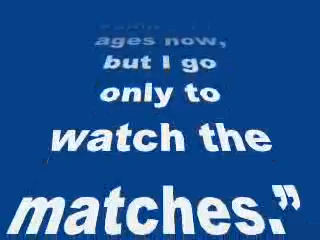 ages now,
but I go
only to
watch the
matches.”